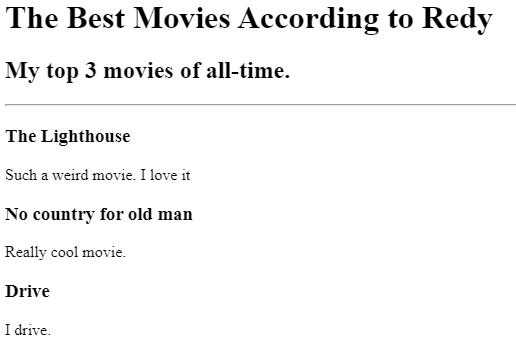 The Best Movies According to Redy
My top 3 movies of all-time.
The Lighthouse
Such a weird movie. I love it
No country for old man
Really cool movie.
Drive
I drive.